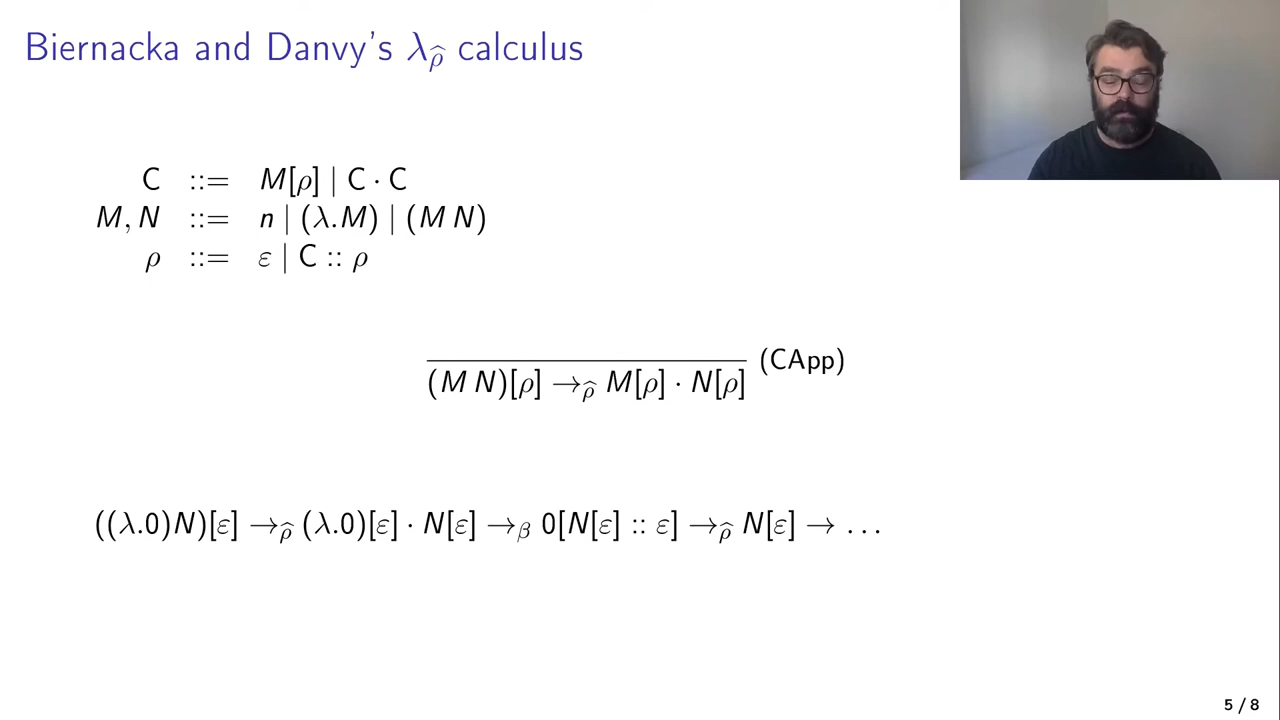 Biernacka and Danvy's λ_ρ̂ calculus
C ::= M[ρ] | C · C
M, N ::= n | (λ.M) | (M N)
ρ ::= ε | C :: ρ
(M N)[ρ] →_ρ̂ M[ρ] · N[ρ] (CApp)
((λ.0)N)[ε] →_ρ̂ (λ.0)[ε] · N[ε] →_β 0[N[ε] :: ε] →_ρ̂ N[ε] → …
5 / 8